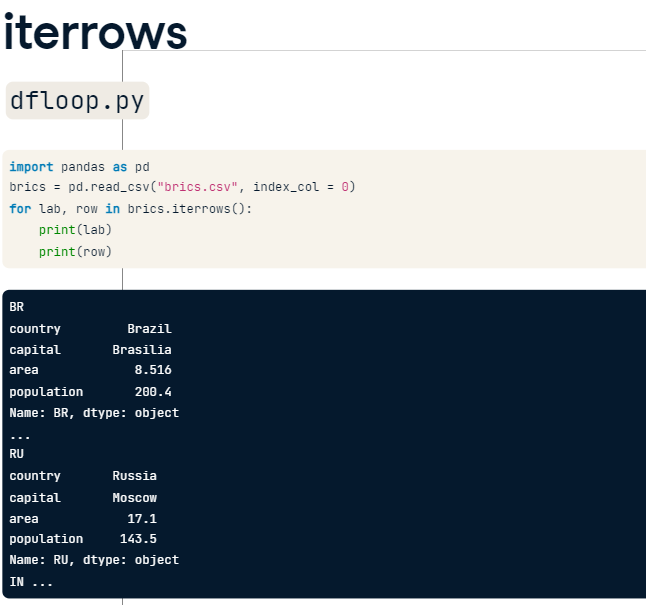 iterrows
dfloop.py
import pandas as pd
brics = pd.read_csv("brics.csv", index_col = 0)
for lab, row in brics.iterrows():
    print(lab)
    print(row)
BR
country         Brazil
capital       Brasilia
area             8.516
population       200.4
Name: BR, dtype: object
...
RU
country       Russia
capital       Moscow
area            17.1
population     143.5
Name: RU, dtype: object
IN ...